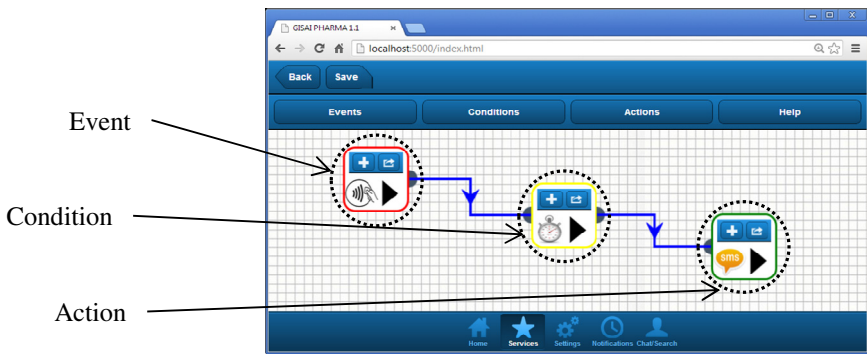 GISAI PHARMA 1.1
localhost:5000/index.html
Back Save
Events Conditions Actions Help
Event
Condition
sms
Action
Home Services Settings Notifications Chat/Search